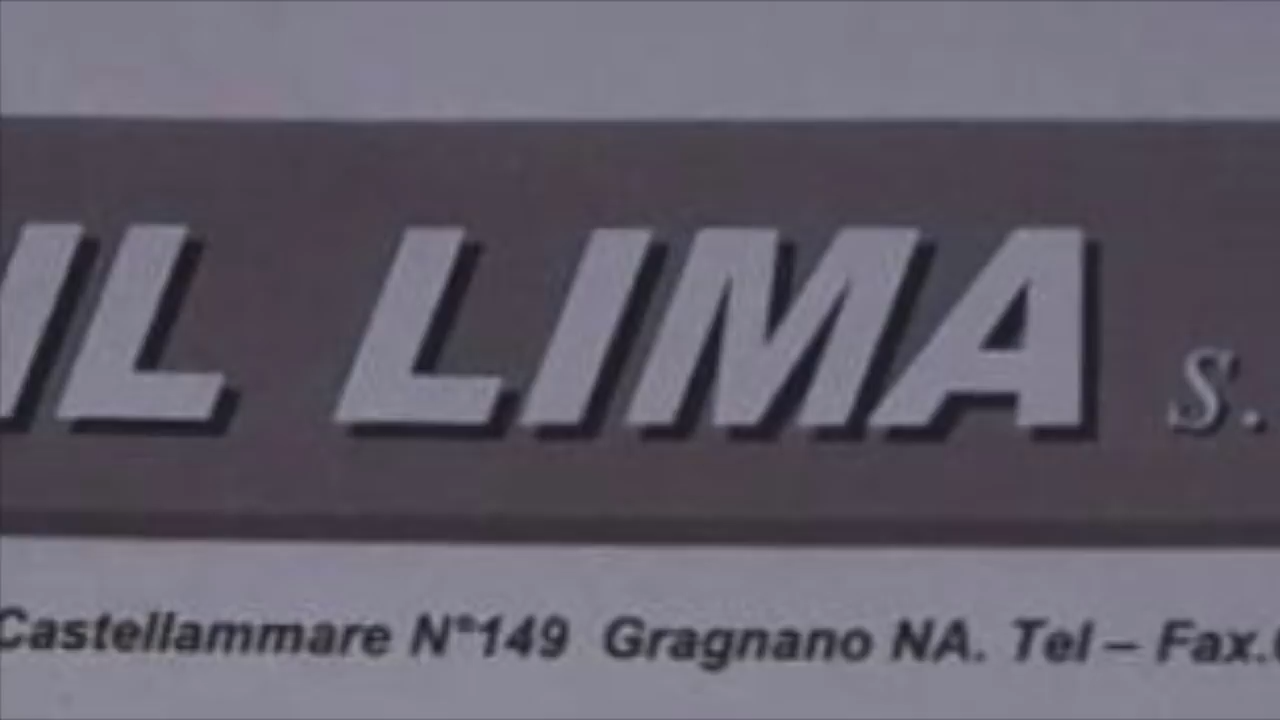 IL LIMA s.
Castellammare N°149 Gragnano NA. Tel – Fax.